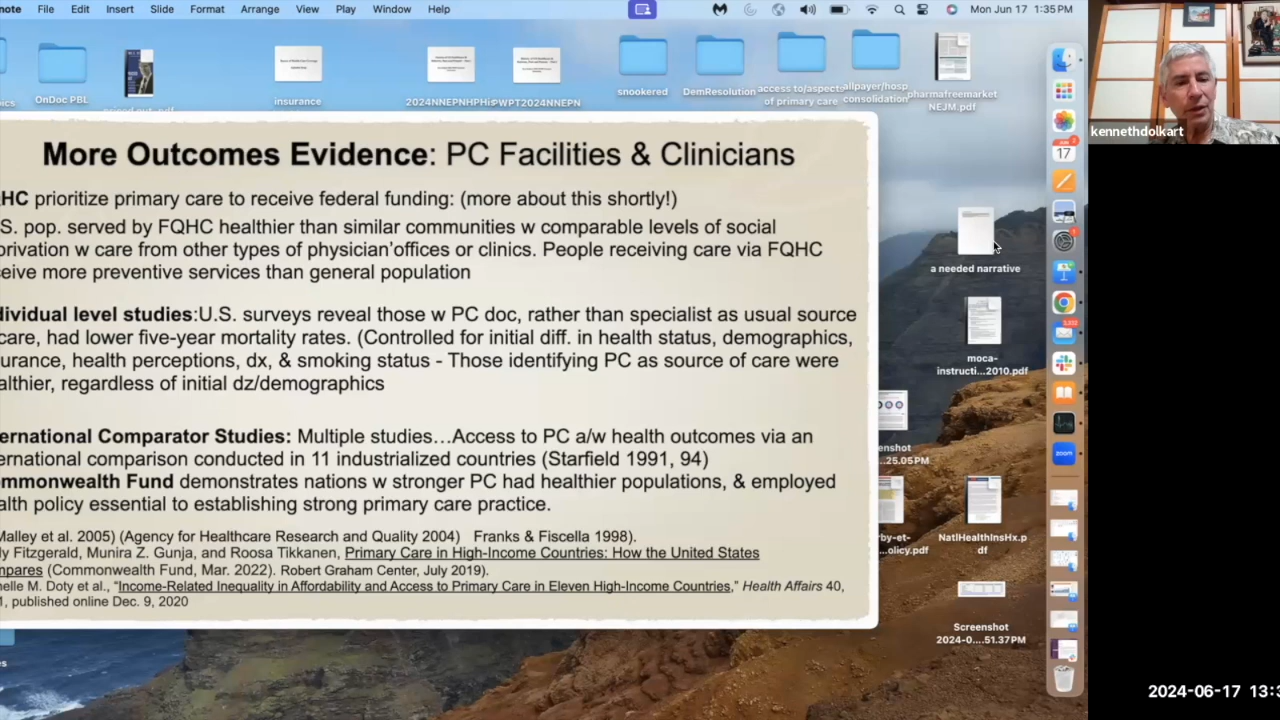 note File Edit Insert Slide Format Arrange View Play Window Help Mon Jun 17 1:35 PM
OnDoc PBL
insurance
2024NNEPNHPHis
PWPT2024NNEPN
snookered
DemResolution
access to/aspects
of primary care
allpayer/hosp
consolidation
pharmafreemarket
NEJM.pdf
17
kennethdolkart
More Outcomes Evidence: PC Facilities & Clinicians
HC prioritize primary care to receive federal funding: (more about this shortly!)
S. pop. served by FQHC healthier than similar communities w comparable levels of social
privation w care from other types of physician'offices or clinics. People receiving care via FQHC
ceive more preventive services than general population
dividual level studies:U.S. surveys reveal those w PC doc, rather than specialist as usual source
care, had lower five-year mortality rates. (Controlled for initial diff. in health status, demographics,
urance, health perceptions, dx, & smoking status - Those identifying PC as source of care were
althier, regardless of initial dz/demographics
ernational Comparator Studies: Multiple studies…Access to PC a/w health outcomes via an
ernational comparison conducted in 11 industrialized countries (Starfield 1991, 94)
mmonwealth Fund demonstrates nations w stronger PC had healthier populations, & employed
alth policy essential to establishing strong primary care practice.
Malley et al. 2005) (Agency for Healthcare Research and Quality 2004) Franks & Fiscella 1998).
ly Fitzgerald, Munira Z. Gunja, and Roosa Tikkanen, Primary Care in High-Income Countries: How the United States
mpares (Commonwealth Fund, Mar. 2022). Robert Graham Center, July 2019).
helle M. Doty et al., “Income-Related Inequality in Affordability and Access to Primary Care in Eleven High-Income Countries,” Health Affairs 40,
1, published online Dec. 9, 2020
a needed narrative
moca-
instructi...2010.pdf
enshot
...25.05PM
rby-et-
...olicy.pdf
NatlHealthInsHx.p
df
Screenshot
2024-0....51.37PM
zoom
2024-06-17 13:3